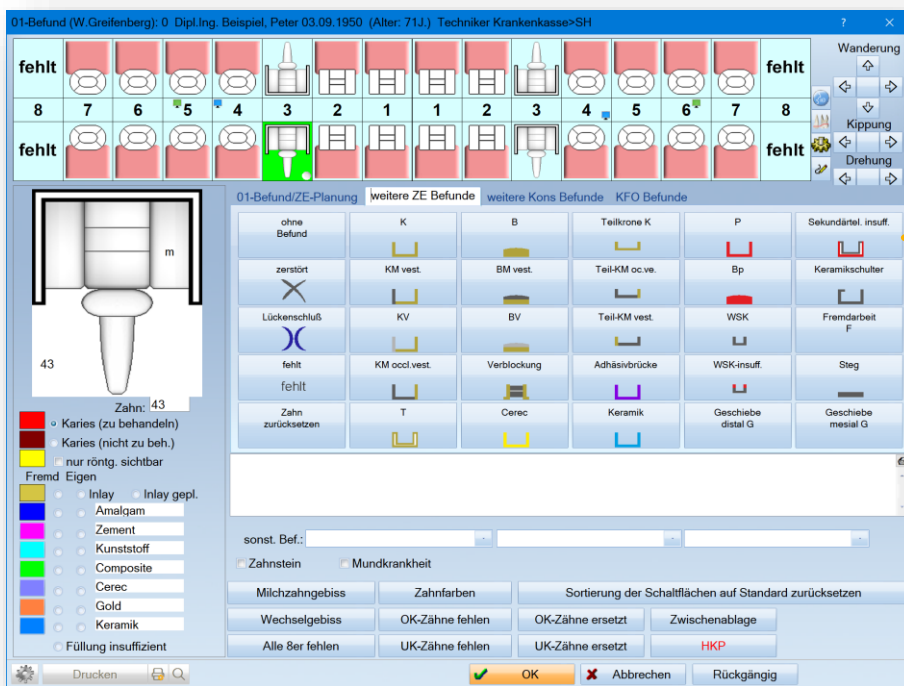 01-Befund (W.Greifenberg): 0 Dipl.Ing. Beispiel, Peter 03.09.1950 (Alter: 71J.) Techniker Krankenkasse>SH ? ×
fehlt fehlt
8 7 6 5 4 3 2 1 1 2 3 4 5 6 7 8
fehlt fehlt
Wanderung
Kippung
Drehung
m
43
Zahn: 43
Karies (zu behandeln)
Karies (nicht zu beh.)
nur röntg. sichtbar
Fremd Eigen
Inlay Inlay gepl.
Amalgam
Zement
Kunststoff
Composite
Cerec
Gold
Keramik
Füllung insuffizient
01-Befund/ZE-Planung weitere ZE Befunde weitere Kons Befunde KFO Befunde
ohne Befund K B Teilkrone K P Sekundärtel. insuff.
zerstört KM vest. BM vest. Teil-KM oc.ve. Bp Keramikschulter
Lückenschluß KV BV Teil-KM vest. WSK Fremdarbeit F
fehlt KM occl.vest. Verblockung Adhäsivbrücke WSK-insuff. Steg
fehlt
Zahn zurücksetzen T Cerec Keramik Geschiebe distal G Geschiebe mesial G
sonst. Bef.:
Zahnstein Mundkrankheit
Milchzahngebiss Zahnfarben Sortierung der Schaltflächen auf Standard zurücksetzen
Wechselgebiss OK-Zähne fehlen OK-Zähne ersetzt Zwischenablage
Alle 8er fehlen UK-Zähne fehlen UK-Zähne ersetzt HKP
Drucken OK Abbrechen Rückgängig